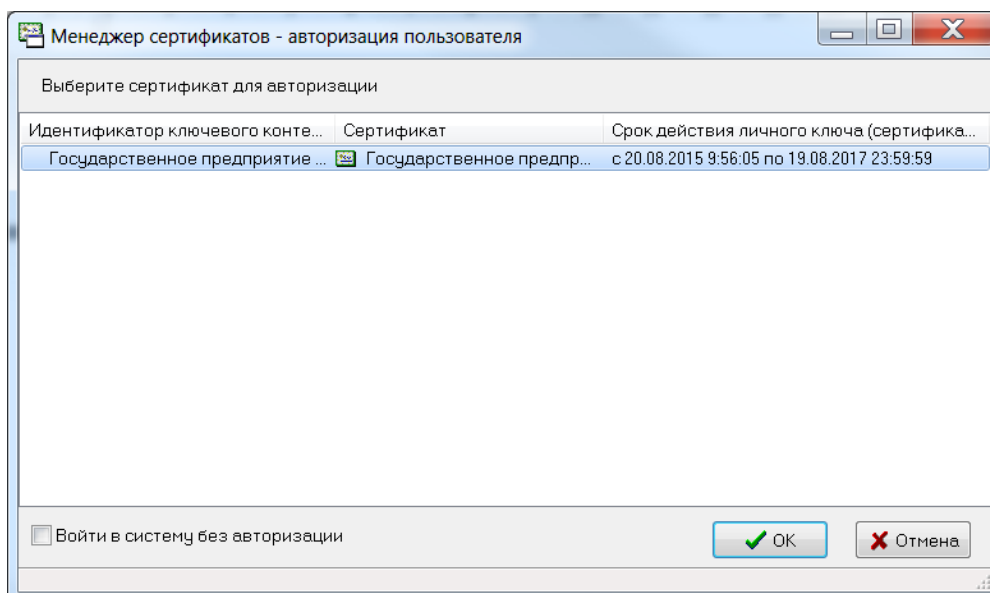 Менеджер сертификатов - авторизация пользователя
Выберите сертификат для авторизации
Идентификатор ключевого конте... Сертификат Срок действия личного ключа (сертифика...
Государственное предприятие ... Государственное предпр... с 20.08.2015 9:56:05 по 19.08.2017 23:59:59
Войти в систему без авторизации
OK Отмена